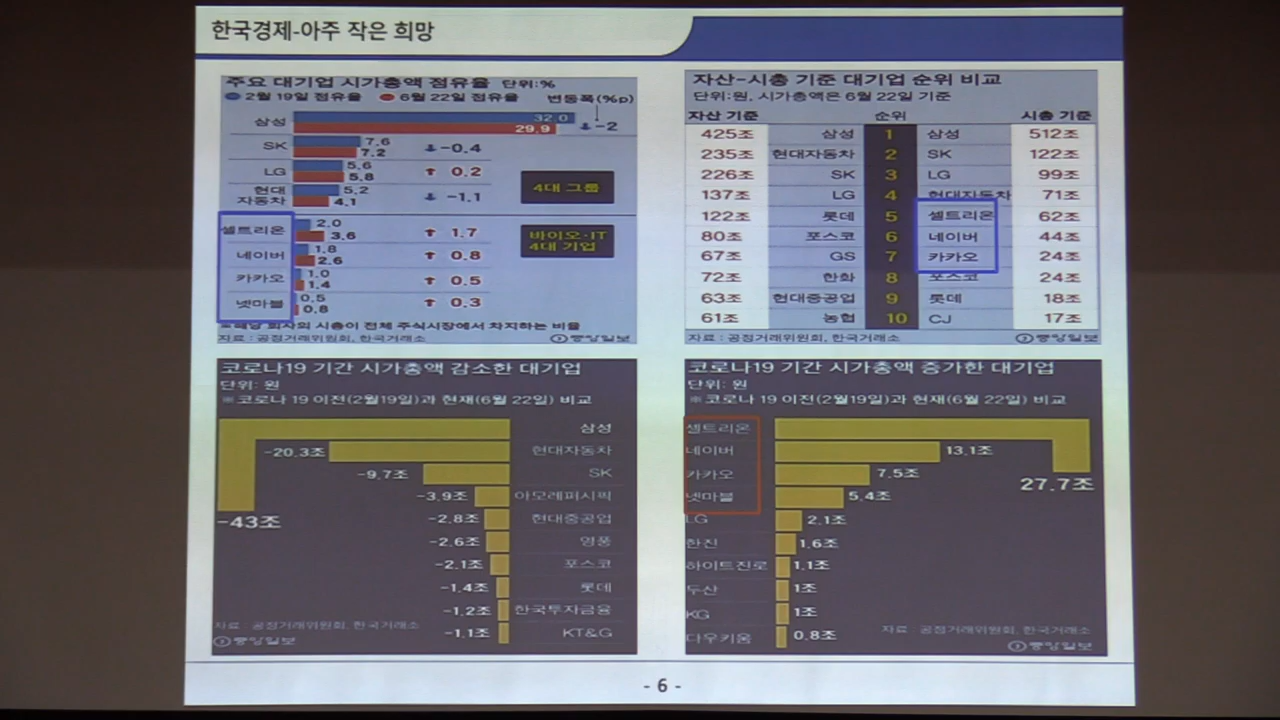 한국경제-아주 작은 희망
주요 대기업 시가총액 점유율 단위:%
2월 19일 점유율 6월 22일 점유율 변동폭(%p)
삼성 32.0 29.9 -2
SK 7.6 7.2 -0.4
LG 5.6 5.8 0.2
현대자동차 5.2 4.1 -1.1
4대 그룹
셀트리온 2.0 3.6 1.7
네이버 1.8 2.6 0.8
카카오 1.0 1.4 0.5
넷마블 0.5 0.8 0.3
바이오·IT
4대 기업
※해당 회사의 시총이 전체 주식시장에서 차지하는 비율
자료 : 공정거래위원회, 한국거래소
중앙일보
자산-시총 기준 대기업 순위 비교
단위:원, 시가총액은 6월 22일 기준
자산 기준 순위 시총 기준
425조 삼성 1 삼성 512조
235조 현대자동차 2 SK 122조
226조 SK 3 LG 99조
137조 LG 4 현대자동차 71조
122조 롯데 5 셀트리온 62조
80조 포스코 6 네이버 44조
67조 GS 7 카카오 24조
72조 한화 8 포스코 24조
63조 현대중공업 9 롯데 18조
61조 농협 10 CJ 17조
자료 : 공정거래위원회, 한국거래소
중앙일보
코로나19 기간 시가총액 감소한 대기업
단위: 원
※코로나 19 이전(2월19일)과 현재(6월 22일) 비교
-43조 삼성
-20.3조 현대자동차
-9.7조 SK
-3.9조 아모레퍼시픽
-2.8조 현대중공업
-2.6조 영풍
-2.1조 포스코
-1.4조 롯데
-1.2조 한국투자금융
-1.1조 KT&G
자료 : 공정거래위원회, 한국거래소
중앙일보
코로나19 기간 시가총액 증가한 대기업
단위: 원
※코로나 19 이전(2월19일)과 현재(6월 22일) 비교
셀트리온 27.7조
네이버 13.1조
카카오 7.5조
넷마블 5.4조
LG 2.1조
한진 1.6조
하이트진로 1.1조
두산 1조
KG 1조
다우키움 0.8조
자료 : 공정거래위원회, 한국거래소
중앙일보
- 6 -